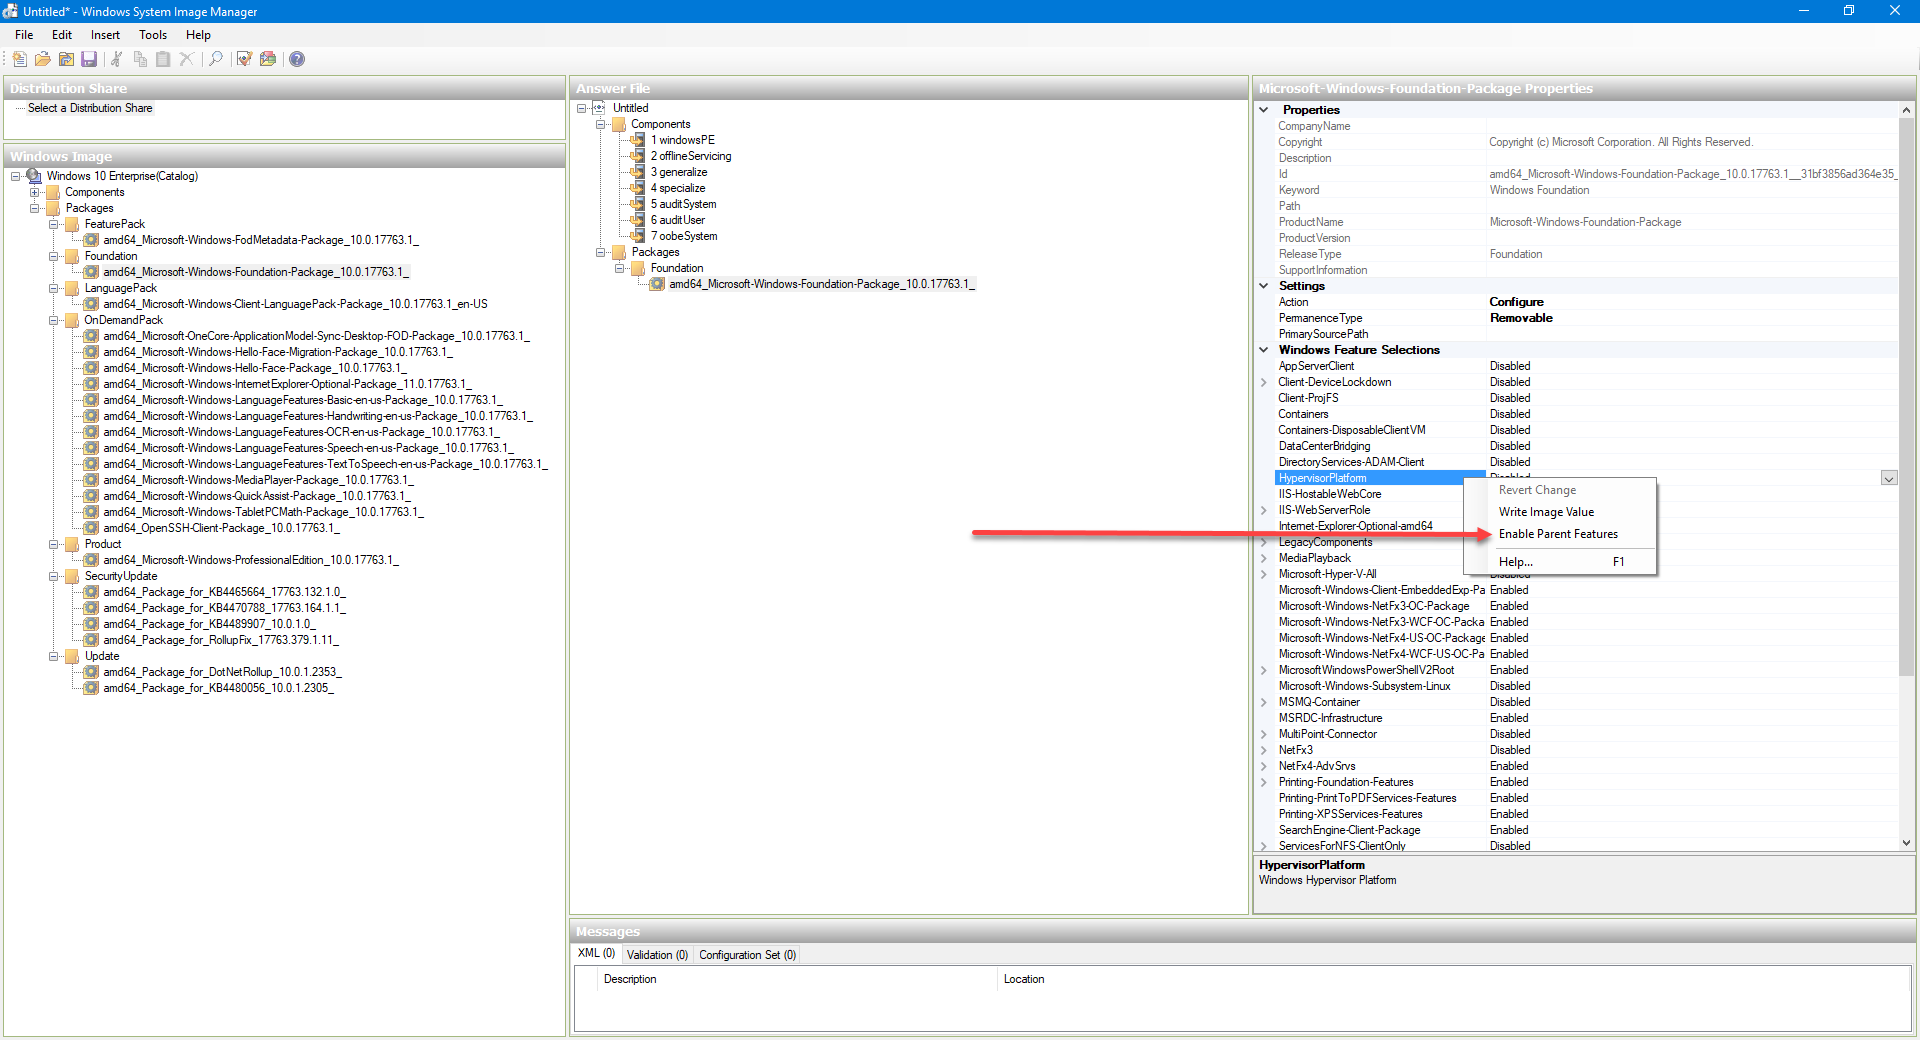 Untitled* - Windows System Image Manager
File Edit Insert Tools Help
Distribution Share
Select a Distribution Share
Windows Image
Windows 10 Enterprise(Catalog)
Components
Packages
FeaturePack
amd64_Microsoft-Windows-FodMetadata-Package_10.0.17763.1_
Foundation
amd64_Microsoft-Windows-Foundation-Package_10.0.17763.1_
LanguagePack
amd64_Microsoft-Windows-Client-LanguagePack-Package_10.0.17763.1_en-US
OnDemandPack
amd64_Microsoft-OneCore-ApplicationModel-Sync-Desktop-FOD-Package_10.0.17763.1_
amd64_Microsoft-Windows-Hello-Face-Migration-Package_10.0.17763.1_
amd64_Microsoft-Windows-Hello-Face-Package_10.0.17763.1_
amd64_Microsoft-Windows-InternetExplorer-Optional-Package_11.0.17763.1_
amd64_Microsoft-Windows-LanguageFeatures-Basic-en-us-Package_10.0.17763.1_
amd64_Microsoft-Windows-LanguageFeatures-Handwriting-en-us-Package_10.0.17763.1_
amd64_Microsoft-Windows-LanguageFeatures-OCR-en-us-Package_10.0.17763.1_
amd64_Microsoft-Windows-LanguageFeatures-Speech-en-us-Package_10.0.17763.1_
amd64_Microsoft-Windows-LanguageFeatures-TextToSpeech-en-us-Package_10.0.17763.1_
amd64_Microsoft-Windows-MediaPlayer-Package_10.0.17763.1_
amd64_Microsoft-Windows-QuickAssist-Package_10.0.17763.1_
amd64_Microsoft-Windows-TabletPCMath-Package_10.0.17763.1_
amd64_OpenSSH-Client-Package_10.0.17763.1_
Product
amd64_Microsoft-Windows-ProfessionalEdition_10.0.17763.1_
SecurityUpdate
amd64_Package_for_KB4465664_17763.132.1.0_
amd64_Package_for_KB4470788_17763.164.1.1_
amd64_Package_for_KB4489907_10.0.1.0_
amd64_Package_for_RollupFix_17763.379.1.11_
Update
amd64_Package_for_DotNetRollup_10.0.1.2353_
amd64_Package_for_KB4480056_10.0.1.2305_
Answer File
Untitled
Components
1 windowsPE
2 offlineServicing
3 generalize
4 specialize
5 auditSystem
6 auditUser
7 oobeSystem
Packages
Foundation
amd64_Microsoft-Windows-Foundation-Package_10.0.17763.1_
Microsoft-Windows-Foundation-Package Properties
Properties
CompanyName
Copyright Copyright (c) Microsoft Corporation. All Rights Reserved.
Description
Id amd64_Microsoft-Windows-Foundation-Package_10.0.17763.1__31bf3856ad364e35_
Keyword Windows Foundation
Path
ProductName Microsoft-Windows-Foundation-Package
ProductVersion
ReleaseType Foundation
SupportInformation
Settings
Action Configure
PermanenceType Removable
PrimarySourcePath
Windows Feature Selections
AppServerClient Disabled
Client-DeviceLockdown Disabled
Client-ProjFS Disabled
Containers Disabled
Containers-DisposableClientVM Disabled
DataCenterBridging Disabled
DirectoryServices-ADAM-Client Disabled
HypervisorPlatform Disabled
IIS-HostableWebCore
IIS-WebServerRole
Internet-Explorer-Optional-amd64
LegacyComponents
MediaPlayback
Microsoft-Hyper-V-All Disabled
Revert Change
Write Image Value
Enable Parent Features
Help... F1
Microsoft-Windows-Client-EmbeddedExp-Pa Enabled
Microsoft-Windows-NetFx3-OC-Package Enabled
Microsoft-Windows-NetFx3-WCF-OC-Packa Enabled
Microsoft-Windows-NetFx4-US-OC-Package Enabled
Microsoft-Windows-NetFx4-WCF-US-OC-Pa Enabled
MicrosoftWindowsPowerShellV2Root Enabled
Microsoft-Windows-Subsystem-Linux Disabled
MSMQ-Container Disabled
MSRDC-Infrastructure Enabled
MultiPoint-Connector Disabled
NetFx3 Disabled
NetFx4-AdvSrvs Enabled
Printing-Foundation-Features Enabled
Printing-PrintToPDFServices-Features Enabled
Printing-XPSServices-Features Enabled
SearchEngine-Client-Package Enabled
ServicesForNFS-ClientOnly Disabled
HypervisorPlatform
Windows Hypervisor Platform
Messages
XML (0) Validation (0) Configuration Set (0)
Description Location